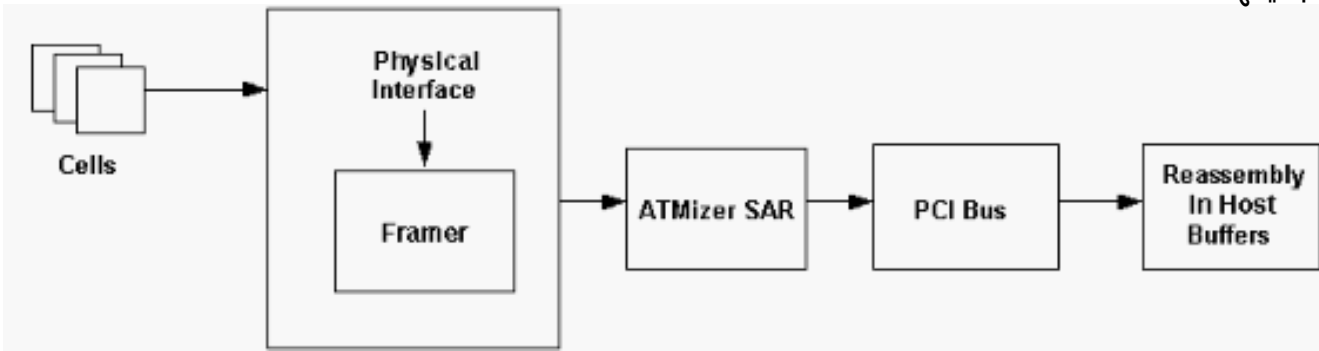 Physical
Interface
Cells
Framer
ATMizer SAR
PCI Bus
Reassembly
In Host
Buffers